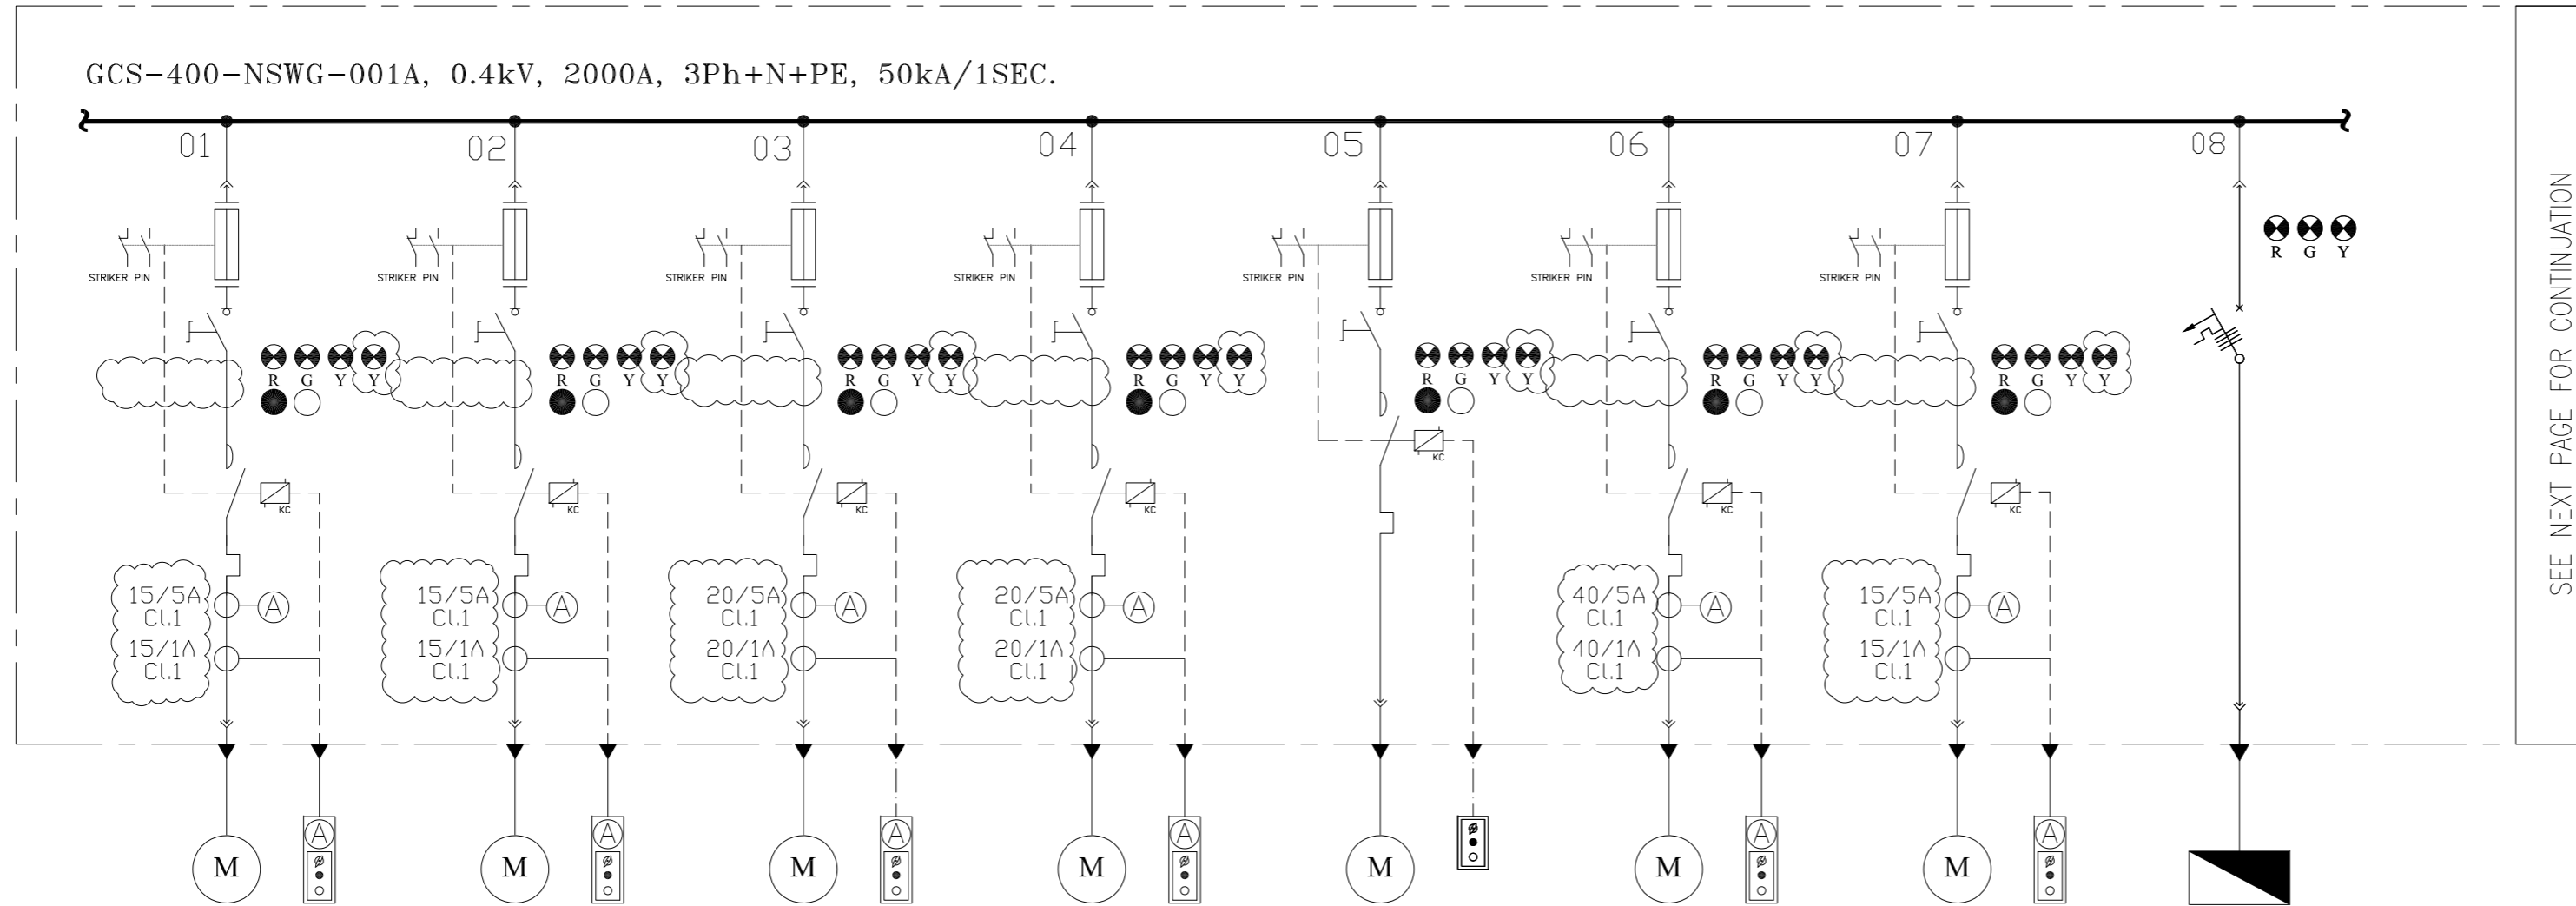 GCS-400-NSWG-001A, 0.4kV, 2000A, 3Ph+N+PE, 50kA/1SEC.
01
02
03
04
05
06
07
08
R G Y
STRIKER PIN
STRIKER PIN
STRIKER PIN
STRIKER PIN
STRIKER PIN
STRIKER PIN
STRIKER PIN
R G Y Y
R G Y Y
R G Y Y
R G Y Y
R G Y Y
R G Y Y
R G Y Y
KC
KC
KC
KC
KC
KC
KC
15/5A
Cl.1
15/1A
Cl.1
A
15/5A
Cl.1
15/1A
Cl.1
A
20/5A
Cl.1
20/1A
Cl.1
A
20/5A
Cl.1
20/1A
Cl.1
A
40/5A
Cl.1
40/1A
Cl.1
A
15/5A
Cl.1
15/1A
Cl.1
A
M
A
M
A
M
A
M
A
M
M
A
M
A
SEE NEXT PAGE FOR CONTINUATION